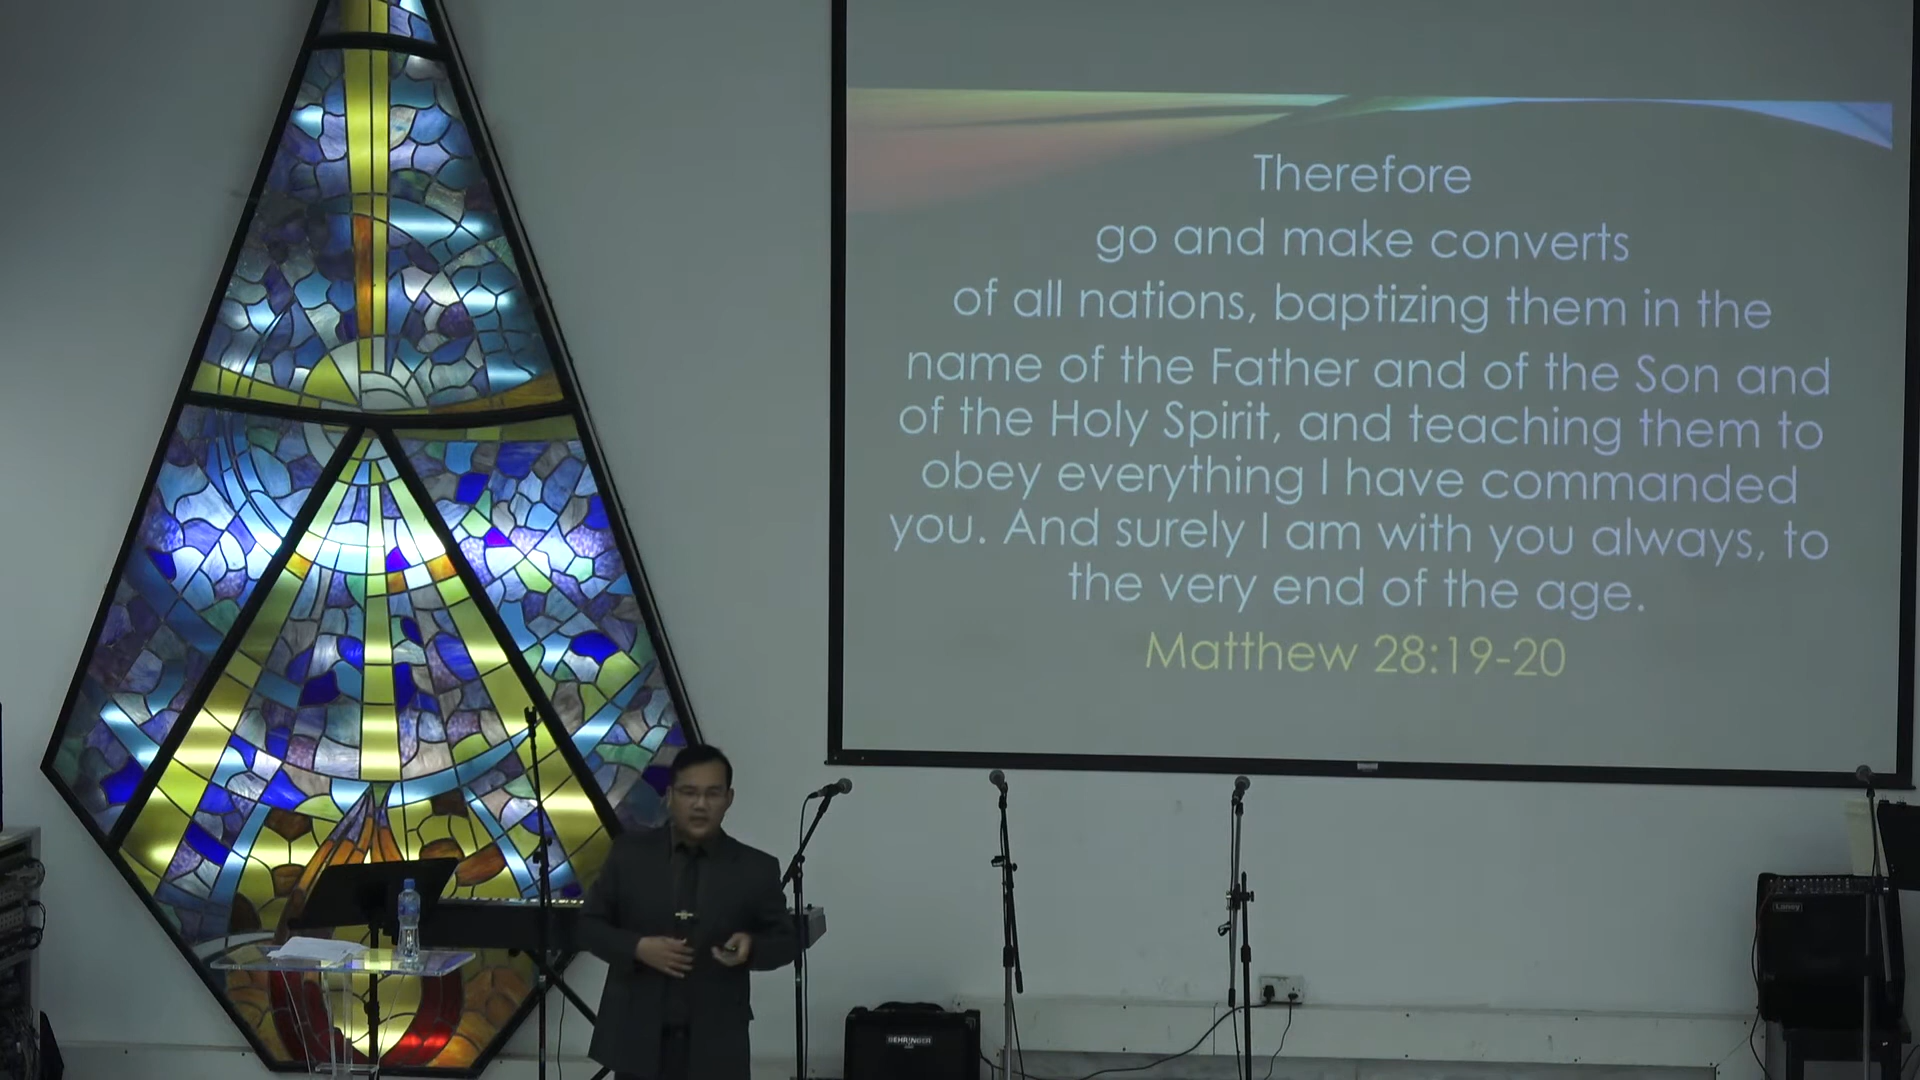 Therefore
go and make converts
of all nations, baptizing them in the
name of the Father and of the Son and
of the Holy Spirit, and teaching them to
obey everything I have commanded
you. And surely I am with you always, to
the very end of the age.
Matthew 28:19-20
BEHRINGER
Laney